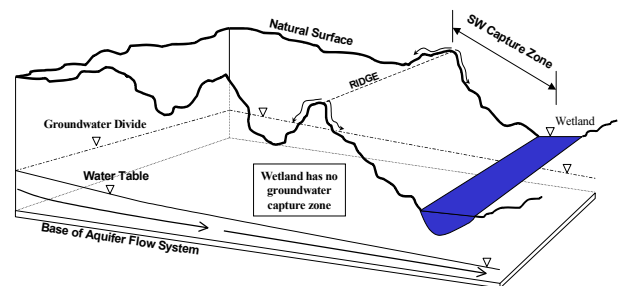 Natural Surface
SW Capture Zone
RIDGE
Wetland
Groundwater Divide
Water Table
Wetland has no
groundwater
capture zone
Base of Aquifer Flow System